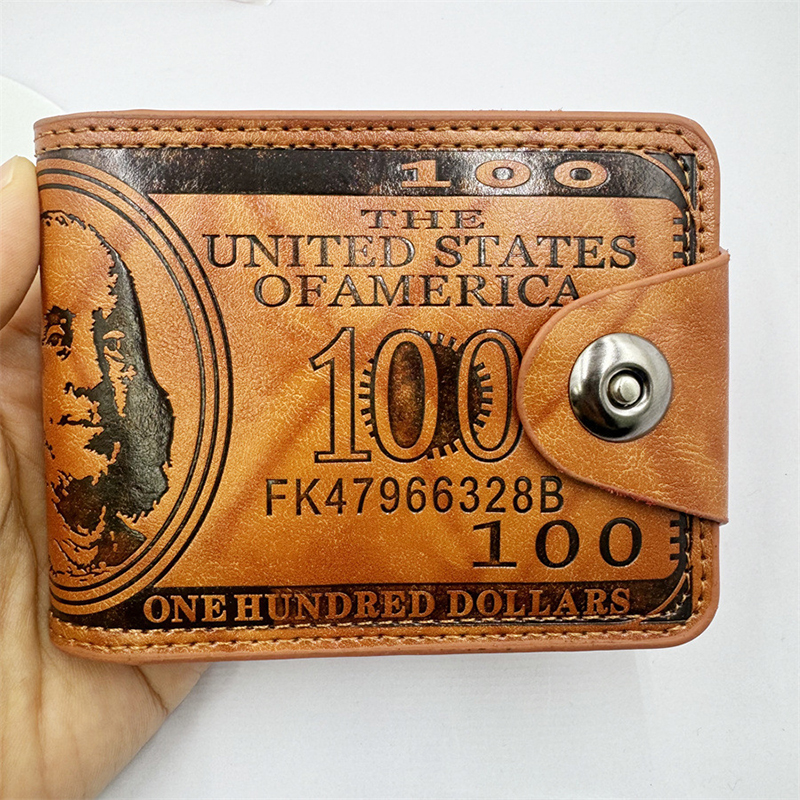 100
THE
UNITED STATES
OFAMERICA
100
FK47966328B
100
ONE HUNDRED DOLLARS